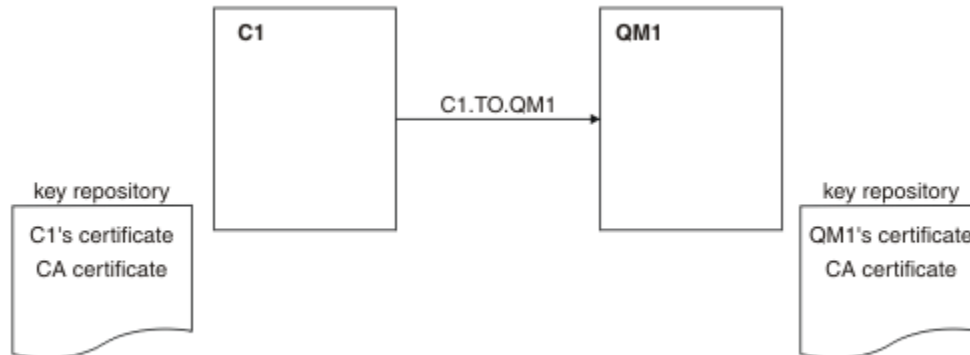 C1
QM1
C1.TO.QM1
key repository
C1's certificate
CA certificate
key repository
QM1's certificate
CA certificate